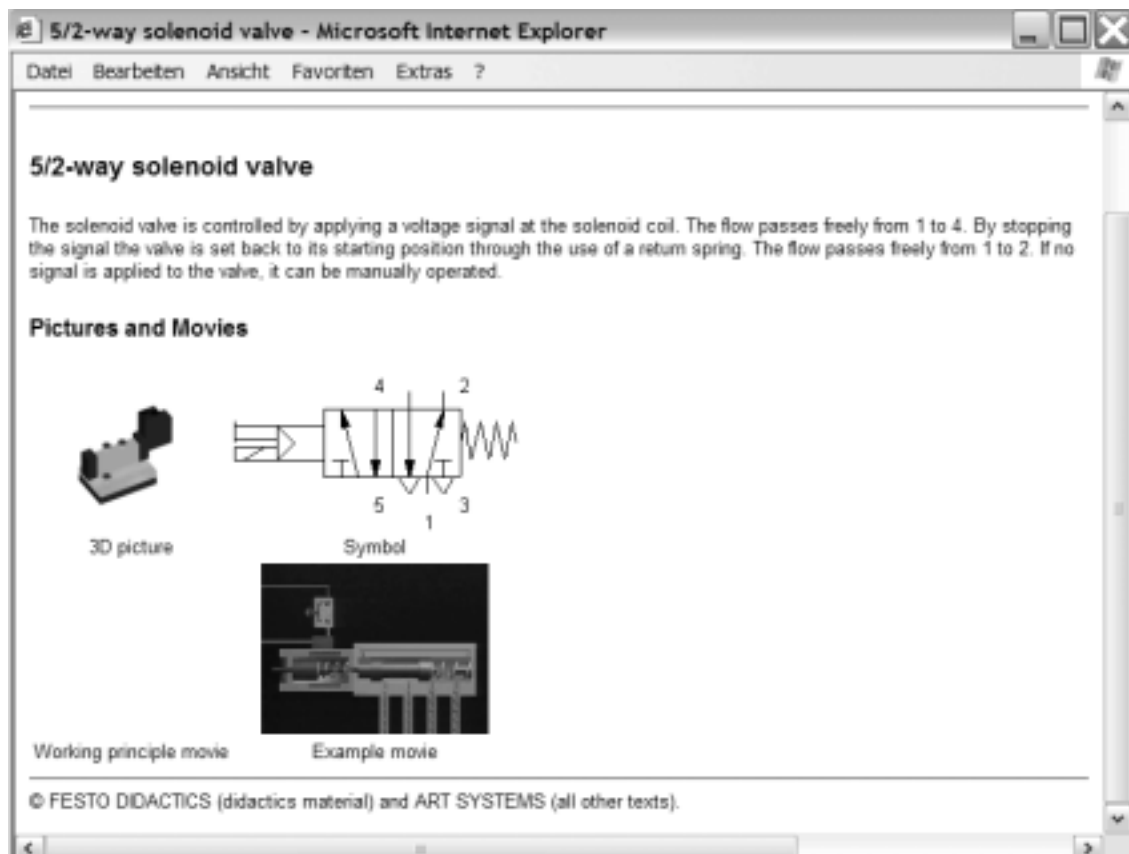 5/2-way solenoid valve - Microsoft Internet Explorer
Datei Bearbeiten Ansicht Favoriten Extras ?
5/2-way solenoid valve
The solenoid valve is controlled by applying a voltage signal at the solenoid coil. The flow passes freely from 1 to 4. By stopping
the signal the valve is set back to its starting position through the use of a return spring. The flow passes freely from 1 to 2. If no
signal is applied to the valve, it can be manually operated.
Pictures and Movies
4 2
5 3
1
3D picture Symbol
Working principle movie Example movie
© FESTO DIDACTICS (didactics material) and ART SYSTEMS (all other texts).